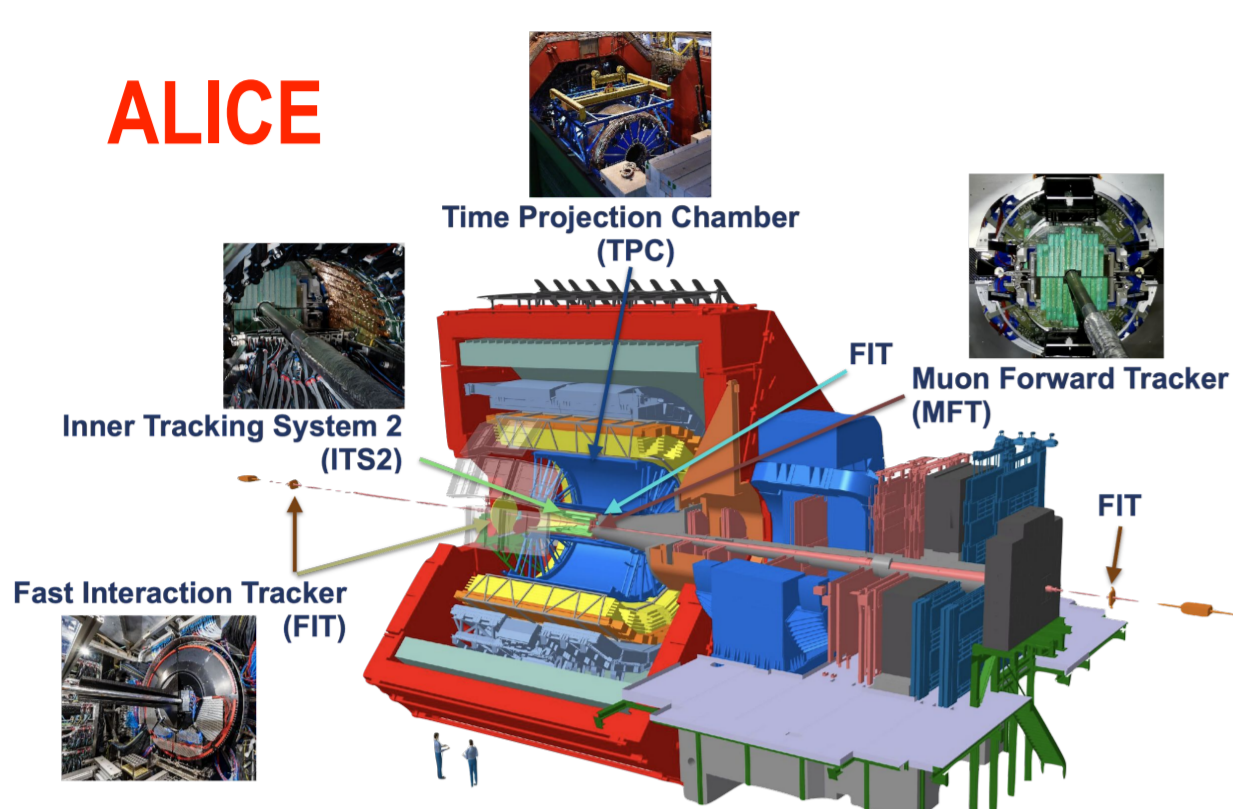 ALICE
Time Projection Chamber
(TPC)
FIT
Muon Forward Tracker
(MFT)
Inner Tracking System 2
(ITS2)
FIT
Fast Interaction Tracker
(FIT)